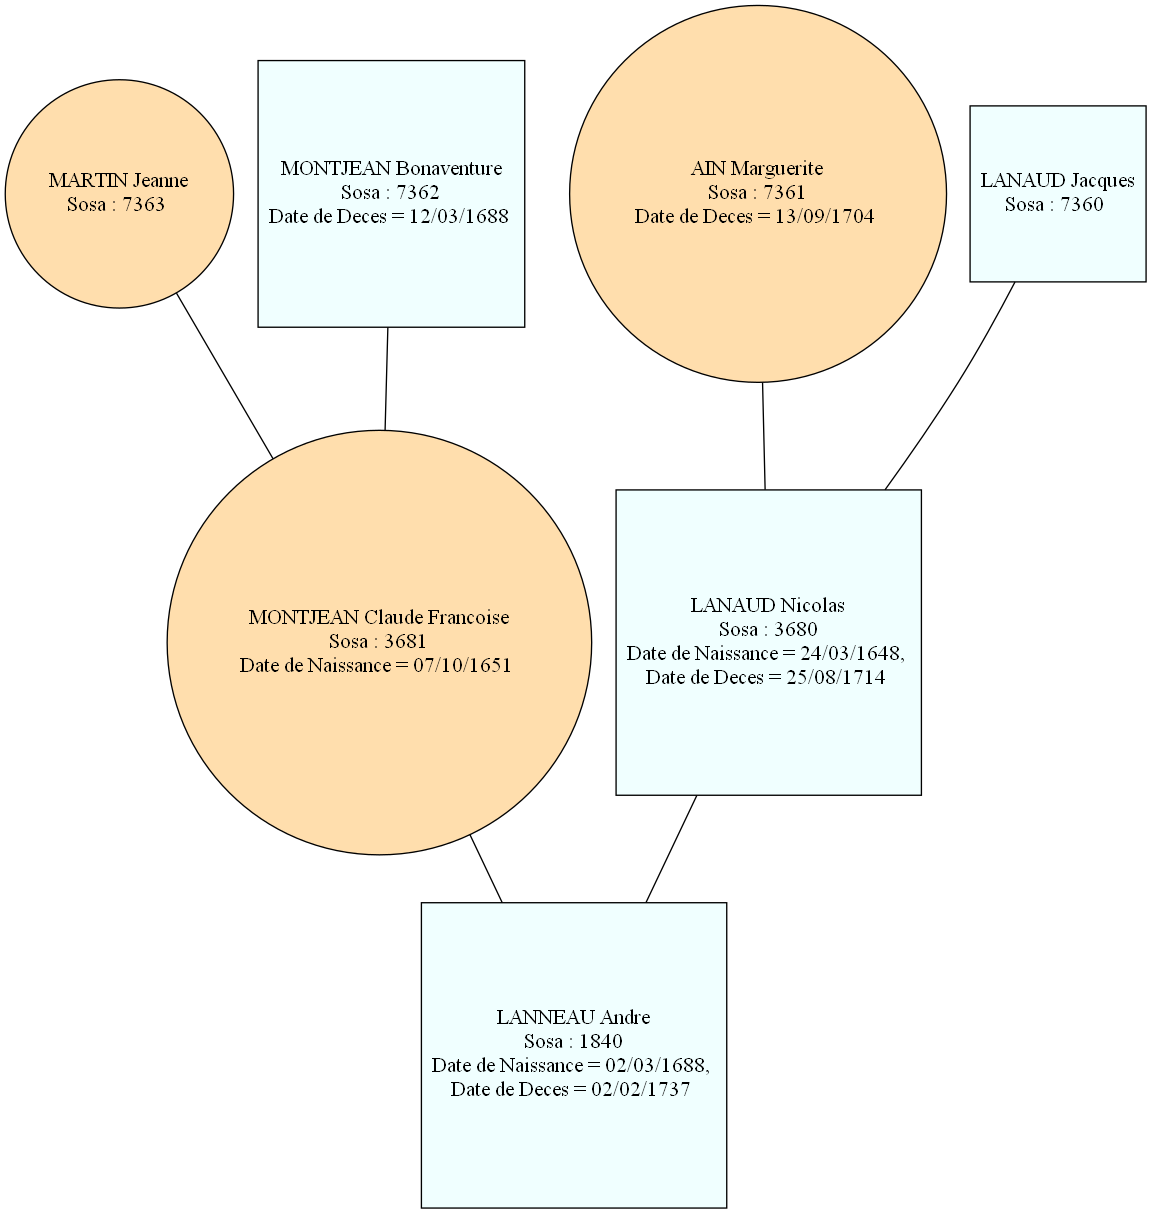 MARTIN Jeanne
Sosa : 7363
MONTJEAN Bonaventure
Sosa : 7362
Date de Deces = 12/03/1688
AIN Marguerite
Sosa : 7361
Date de Deces = 13/09/1704
LANAUD Jacques
Sosa : 7360
MONTJEAN Claude Francoise
Sosa : 3681
Date de Naissance = 07/10/1651
LANAUD Nicolas
Sosa : 3680
Date de Naissance = 24/03/1648,
Date de Deces = 25/08/1714
LANNEAU Andre
Sosa : 1840
Date de Naissance = 02/03/1688,
Date de Deces = 02/02/1737